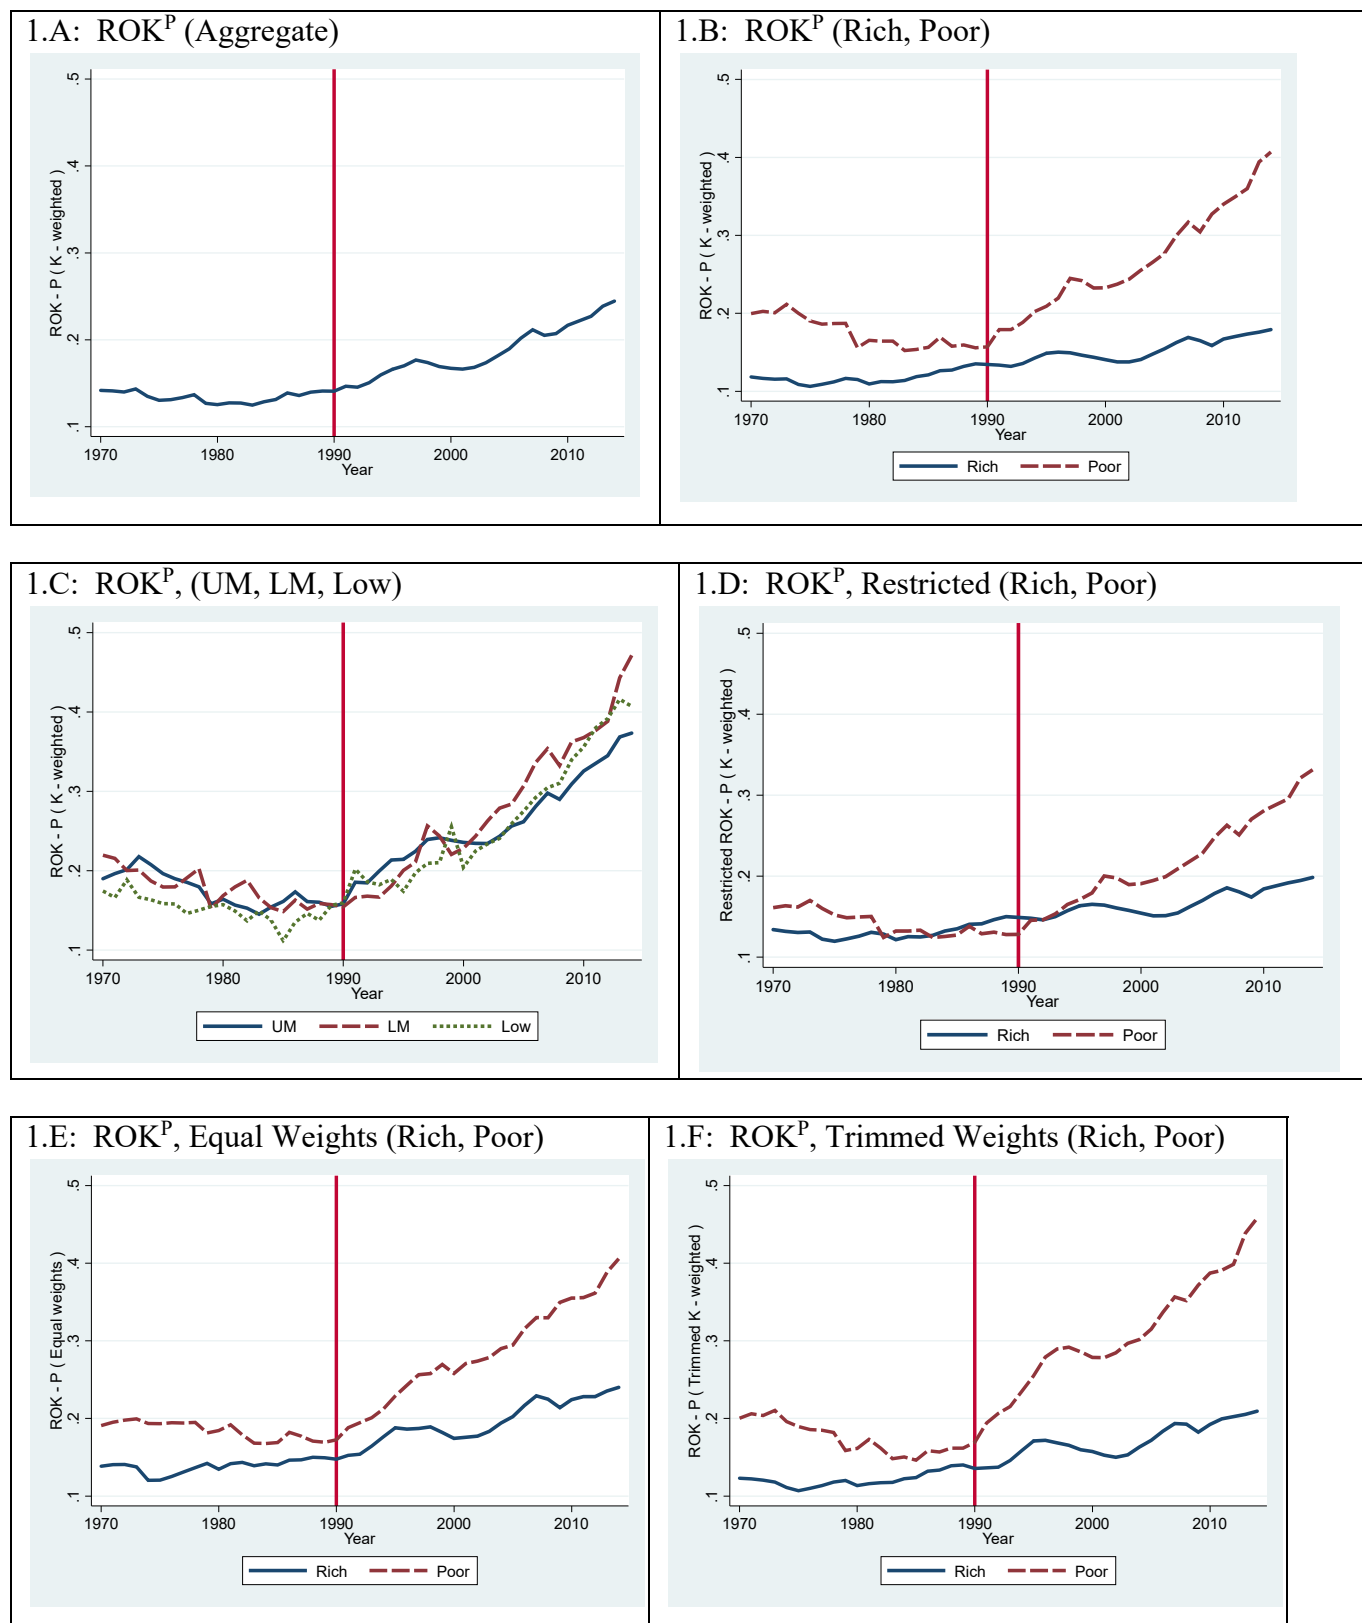 1.A: ROKᴾ (Aggregate)
.5
.4
.3
.2
.1
ROK - P ( K - weighted )
1970 1980 1990 2000 2010
Year
1.B: ROKᴾ (Rich, Poor)
.5
.4
.3
.2
.1
ROK - P ( K - weighted )
1970 1980 1990 2000 2010
Year
Rich Poor
1.C: ROKᴾ, (UM, LM, Low)
.5
.4
.3
.2
.1
ROK - P ( K - weighted )
1970 1980 1990 2000 2010
Year
UM LM Low
1.D: ROKᴾ, Restricted (Rich, Poor)
.5
.4
.3
.2
.1
Restricted ROK - P ( K - weighted )
1970 1980 1990 2000 2010
Year
Rich Poor
1.E: ROKᴾ, Equal Weights (Rich, Poor)
.5
.4
.3
.2
.1
ROK - P ( Equal weights )
1970 1980 1990 2000 2010
Year
Rich Poor
1.F: ROKᴾ, Trimmed Weights (Rich, Poor)
.5
.4
.3
.2
.1
ROK - P ( Trimmed K - weighted )
1970 1980 1990 2000 2010
Year
Rich Poor